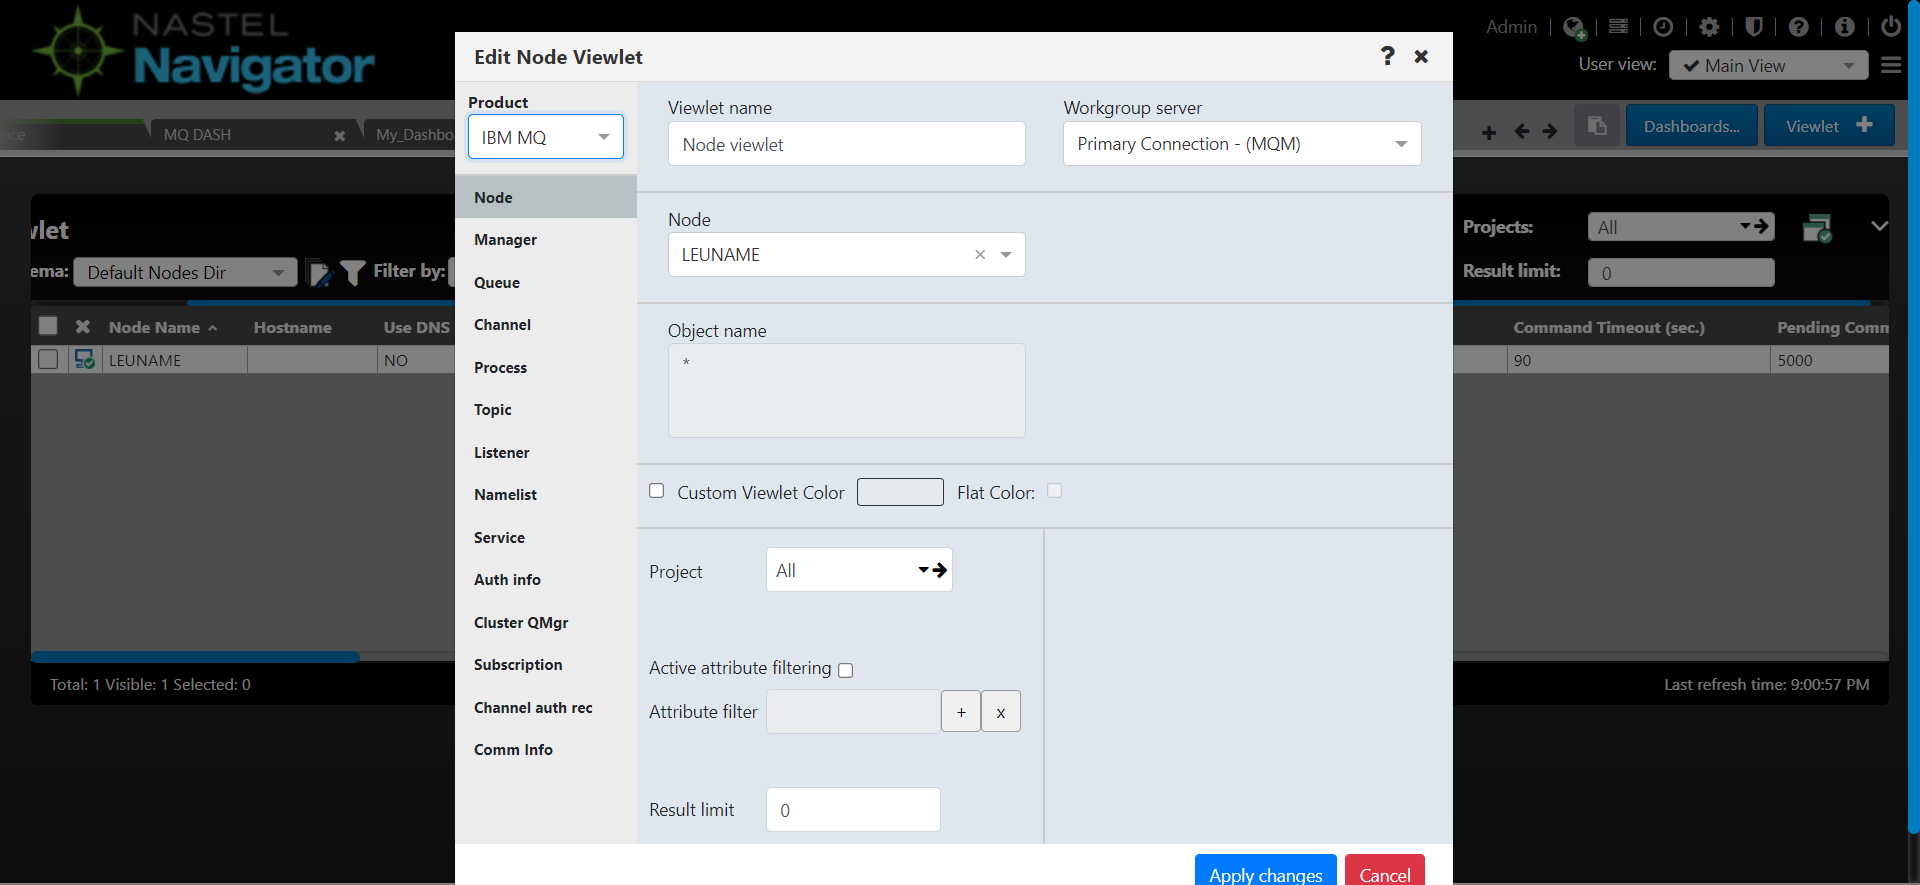 NASTEL
Navigator
Admin
User view:
Main View
MQ DASH
My_Dashbo
Dashboards...
Viewlet
Edit Node Viewlet
?
Product
IBM MQ
Node
Manager
Queue
Channel
Process
Topic
Listener
Namelist
Service
Auth info
Cluster QMgr
Subscription
Channel auth rec
Comm Info
Viewlet name
Node viewlet
Workgroup server
Primary Connection - (MQM)
Node
LEUNAME
Object name
*
Custom Viewlet Color
Flat Color:
Project
All
Active attribute filtering
Attribute filter
+
x
Result limit
0
Apply changes
Cancel
vlet
ema:
Default Nodes Dir
Filter by:
Projects:
All
Result limit:
0
Node Name
Hostname
Use DNS
Command Timeout (sec.)
Pending Comm
LEUNAME
NO
90
5000
Total: 1 Visible: 1 Selected: 0
Last refresh time: 9:00:57 PM